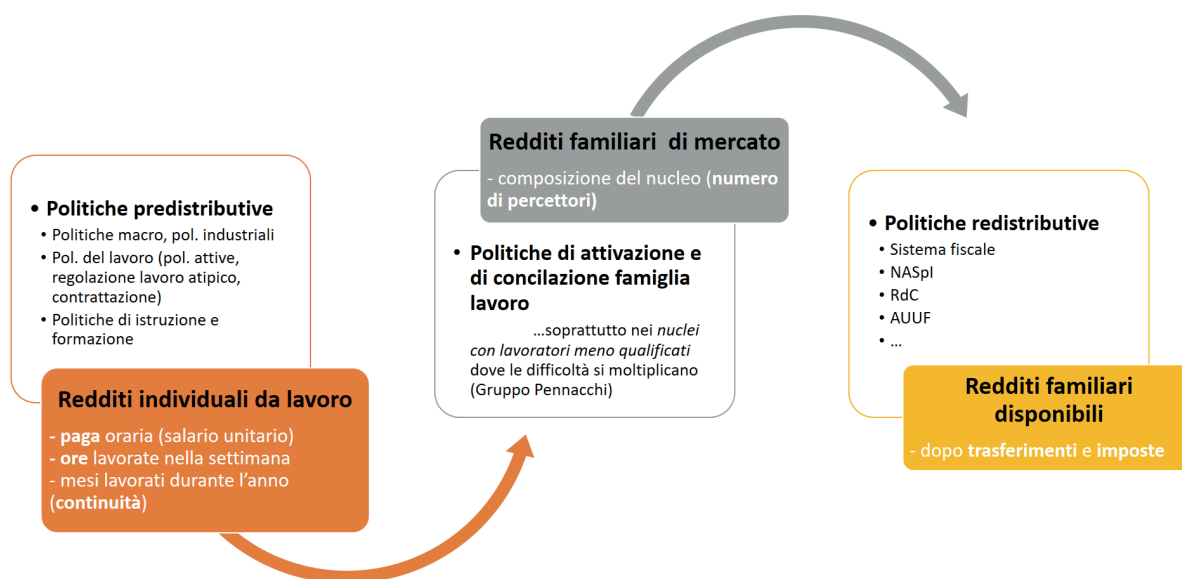 • Politiche predistributive
• Politiche macro, pol. industriali
• Pol. del lavoro (pol. attive,
regolazione lavoro atipico,
contrattazione)
• Politiche di istruzione e
formazione
Redditi individuali da lavoro
- paga oraria (salario unitario)
- ore lavorate nella settimana
- mesi lavorati durante l'anno
(continuità)
Redditi familiari di mercato
- composizione del nucleo (numero
di percettori)
• Politiche di attivazione e
di concilazione famiglia
lavoro
...soprattutto nei nuclei
con lavoratori meno qualificati
dove le difficoltà si moltiplicano
(Gruppo Pennacchi)
• Politiche redistributive
• Sistema fiscale
• NASpI
• RdC
• AUUF
• ...
Redditi familiari
disponibili
- dopo trasferimenti e imposte